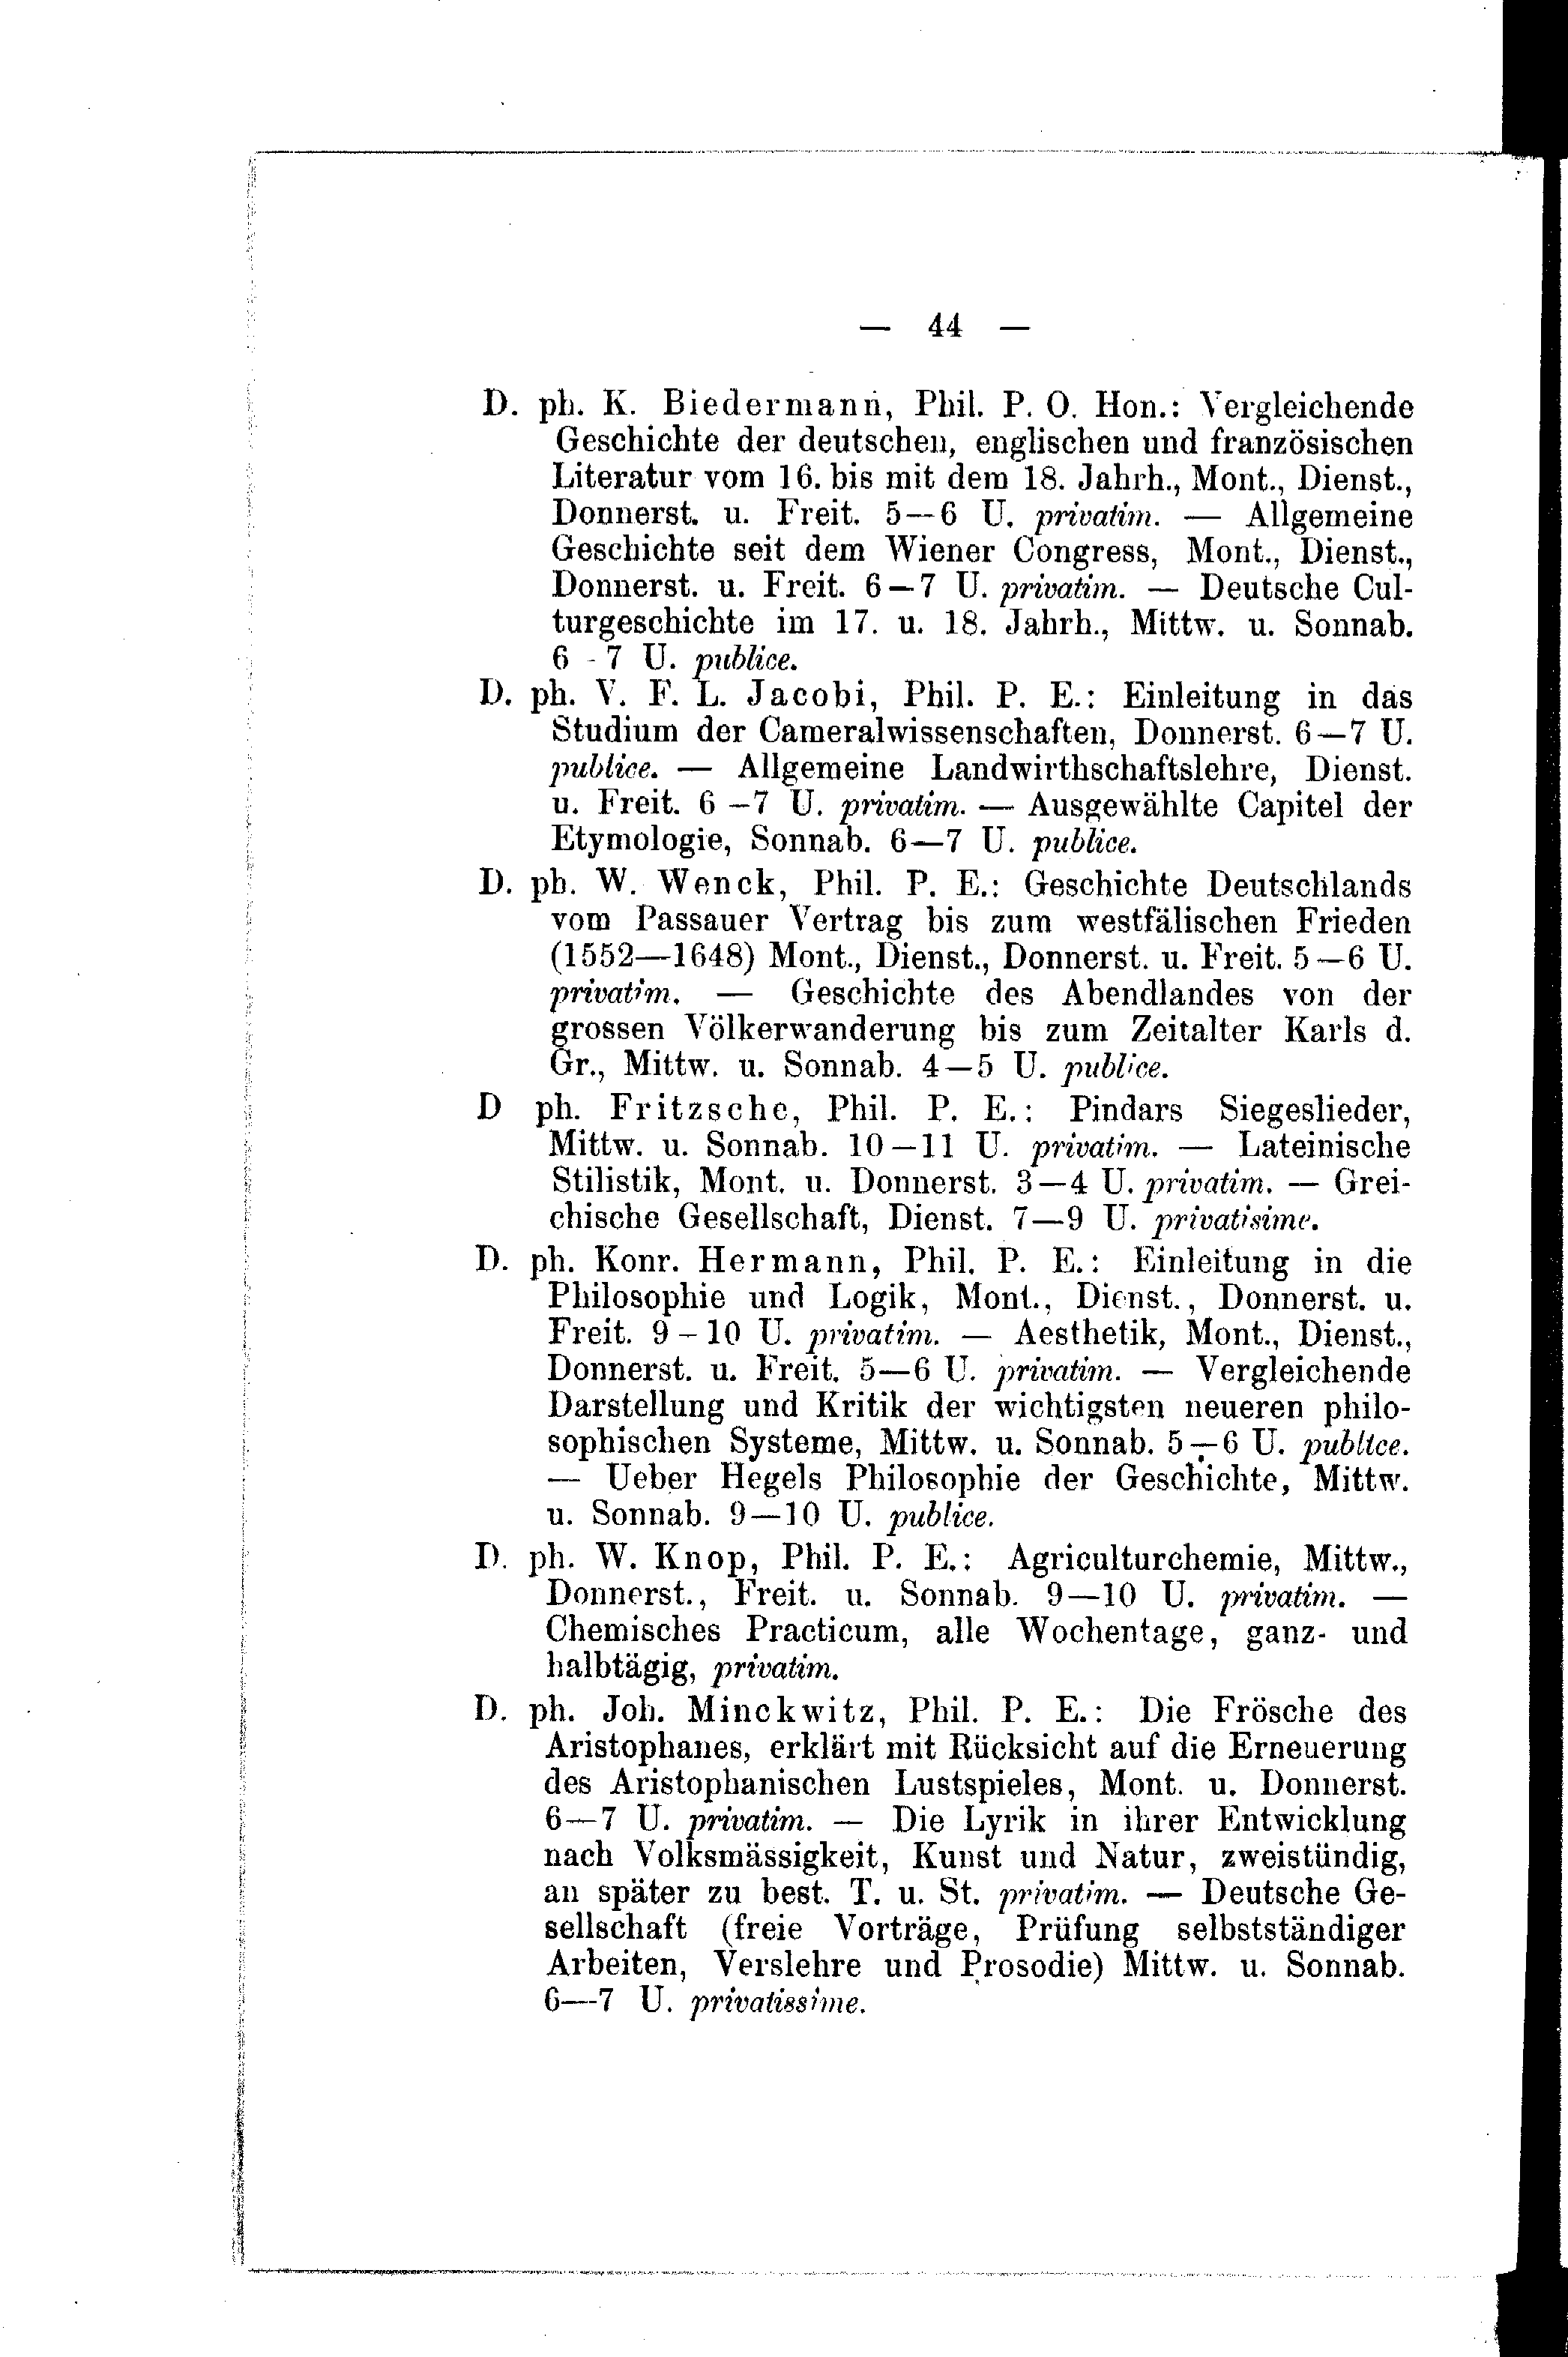 — 44 —
D. ph. K. Biedermann, Phil. P. O. Hon.: Vergleichende
Geschichte der deutschen, englischen und französischen
Literatur vom 16. bis mit dem 18. Jahrh., Mont., Dienst.,
Donnerst. u. Freit. 5—6 U. privatim. — Allgemeine
Geschichte seit dem Wiener Congress, Mont., Dienst.,
Donnerst. u. Freit. 6—7 U. privatim. — Deutsche Cul-
turgeschichte im 17. u. 18. Jahrh., Mittw. u. Sonnab.
6-7 U. publice.
D. ph. V. F. L. Jacobi, Phil. P. E.: Einleitung in das
Studium der Cameralwissenschaften, Donnerst. 6—7 U.
publice. — Allgemeine Landwirthschaftslehre, Dienst.
u. Freit. 6—7 U. privatim. — Ausgewählte Capitel der
Etymologie, Sonnab. 6—7 U. publice.
D. ph. W. Wenck, Phil. P. E.: Geschichte Deutschlands
vom Passauer Vertrag bis zum westfälischen Frieden
(1552—1648) Mont., Dienst., Donnerst. u. Freit. 5—6 U.
privatim. — Geschichte des Abendlandes von der
grossen Völkerwanderung bis zum Zeitalter Karls d.
Gr., Mittw. u. Sonnab. 4—5 U. publice.
D ph. Fritzsche, Phil. P. E.: Pindars Siegeslieder,
Mittw. u. Sonnab. 10—11 U. privatim. — Lateinische
Stilistik, Mont. u. Donnerst. 3—4 U. privatim. — Grei-
chische Gesellschaft, Dienst. 7—9 U. privatisime.
D. ph. Konr. Hermann, Phil. P. E.: Einleitung in die
Philosophie und Logik, Mont., Dienst., Donnerst. u.
Freit. 9-10 U. privatim. — Aesthetik, Mont., Dienst.,
Donnerst. u. Freit. 5—6 U. privatim. — Vergleichende
Darstellung und Kritik der wichtigsten neueren philo-
sophischen Systeme, Mittw. u. Sonnab. 5—6 U. publice.
— Ueber Hegels Philosophie der Geschichte, Mittw.
u. Sonnab. 9—10 U. publice.
D. ph. W. Knop, Phil. P. E.: Agriculturchemie, Mittw.,
Donnerst., Freit. u. Sonnab. 9—10 U. privatim. —
Chemisches Practicum, alle Wochentage, ganz- und
halbtägig, privatim.
D. ph. Joh. Minckwitz, Phil. P. E.: Die Frösche des
Aristophanes, erklärt mit Rücksicht auf die Erneuerung
des Aristophanischen Lustspieles, Mont. u. Donnerst.
6—7 U. privatim. — Die Lyrik in ihrer Entwicklung
nach Volksmässigkeit, Kunst und Natur, zweistündig,
an später zu best. T. u. St. privatim. — Deutsche Ge-
sellschaft (freie Vorträge, Prüfung selbstständiger
Arbeiten, Verslehre und Prosodie) Mittw. u. Sonnab.
6—7 U. privatissime.